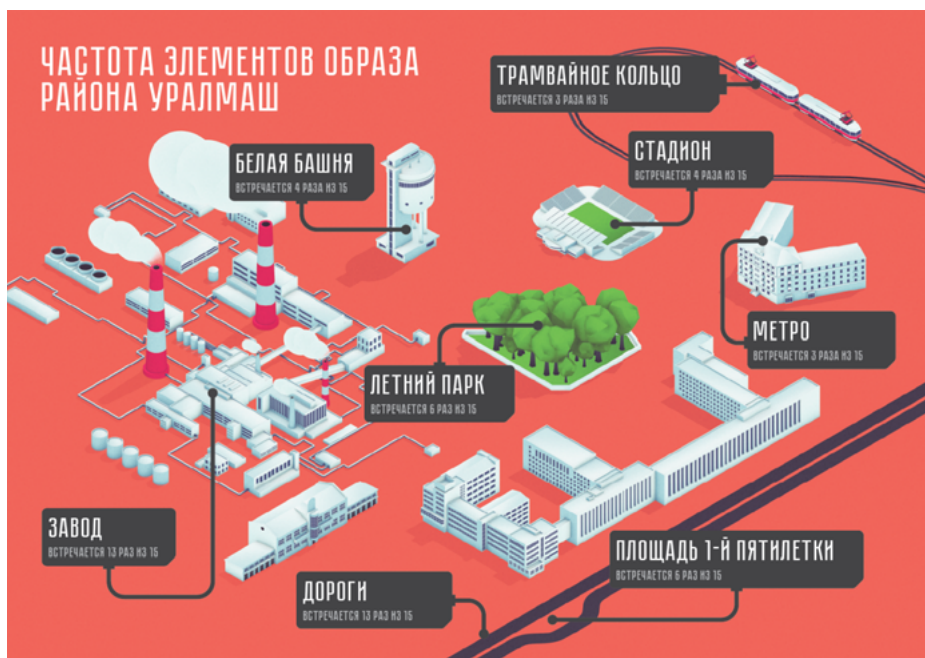 ЧАСТОТА ЭЛЕМЕНТОВ ОБРАЗА
РАЙОНА УРАЛМАШ
ТРАМВАЙНОЕ КОЛЬЦО
ВСТРЕЧАЕТСЯ 3 РАЗА ИЗ 15
БЕЛАЯ БАШНЯ
ВСТРЕЧАЕТСЯ 4 РАЗА ИЗ 15
СТАДИОН
ВСТРЕЧАЕТСЯ 4 РАЗА ИЗ 15
МЕТРО
ВСТРЕЧАЕТСЯ 3 РАЗА ИЗ 15
ЛЕТНИЙ ПАРК
ВСТРЕЧАЕТСЯ 6 РАЗ ИЗ 15
ЗАВОД
ВСТРЕЧАЕТСЯ 13 РАЗ ИЗ 15
ПЛОЩАДЬ 1-Й ПЯТИЛЕТКИ
ВСТРЕЧАЕТСЯ 6 РАЗ ИЗ 15
ДОРОГИ
ВСТРЕЧАЕТСЯ 13 РАЗ ИЗ 15